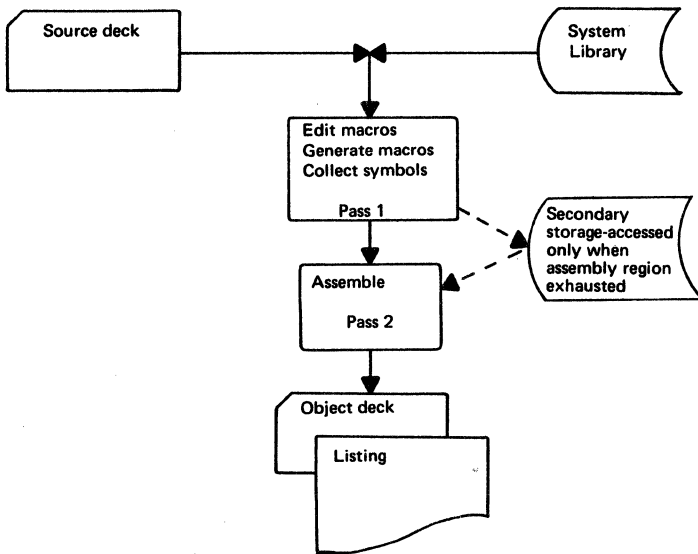 Source deck
System
Library
Edit macros
Generate macros
Collect symbols
Pass 1
Secondary
storage-accessed
only when
assembly region
exhausted
Assemble
Pass 2
Object deck
Listing